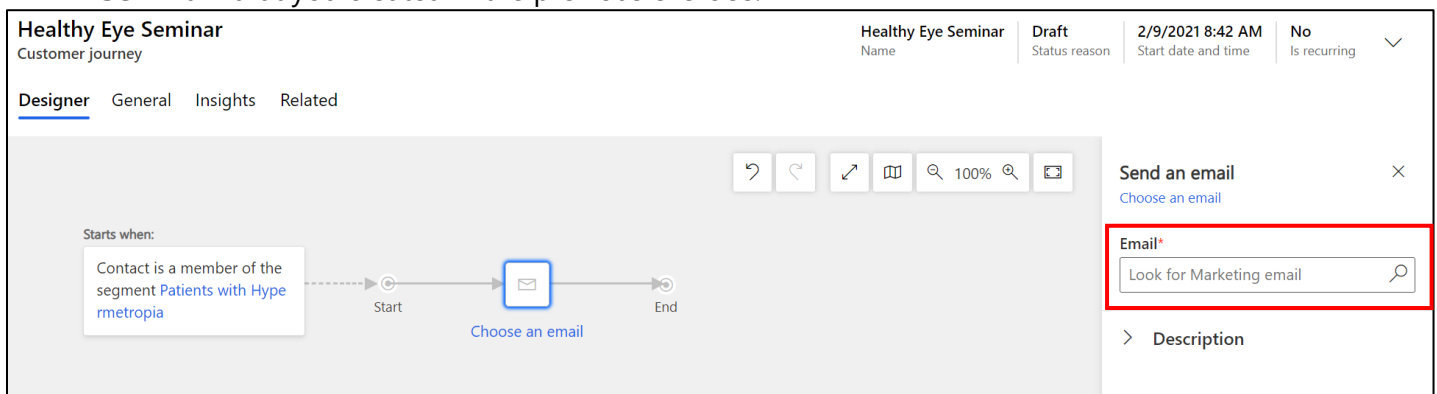 Healthy Eye Seminar
Customer journey
Healthy Eye Seminar
Name
Draft
Status reason
2/9/2021 8:42 AM
Start date and time
No
Is recurring
Designer General Insights Related
100%
Send an email
Choose an email
Starts when:
Contact is a member of the
segment Patients with Hype
rmetropia
Start
Choose an email
End
Email*
Look for Marketing email
Description